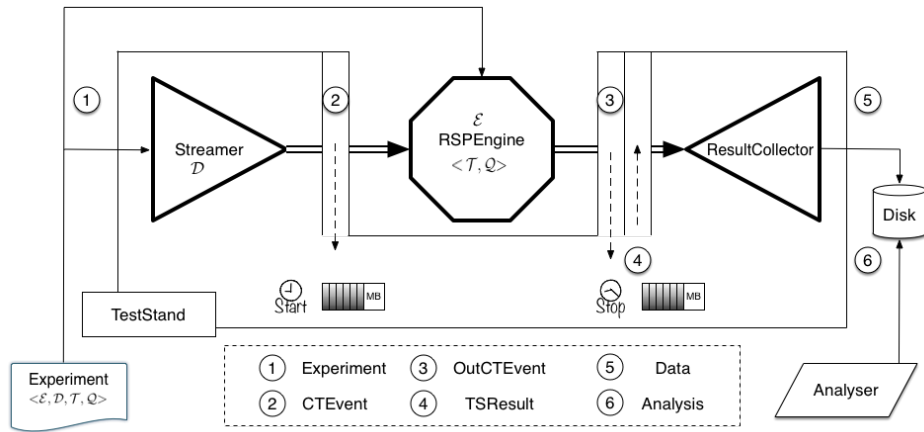 1
2
3
5
Streamer
𝒟
ℰ
RSPEngine
<𝒯, 𝒬>
ResultCollector
Disk
4
6
Start
MB
Stop
MB
TestStand
Experiment
<ℰ, 𝒟, 𝒯, 𝒬>
1 Experiment
3 OutCTEvent
5 Data
2 CTEvent
4 TSResult
6 Analysis
Analyser